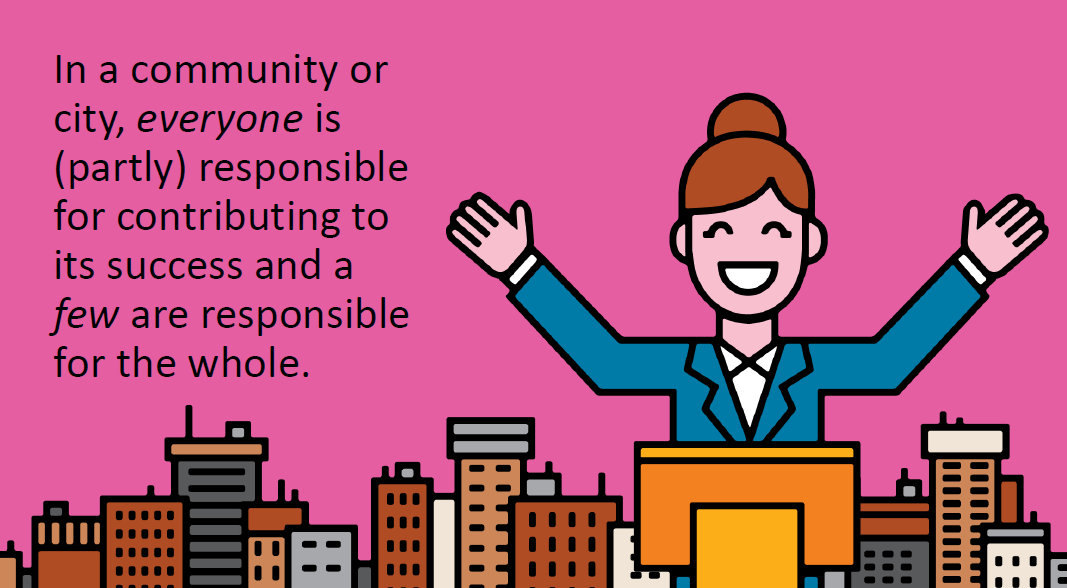 In a community or
city, everyone is
(partly) responsible
for contributing to
its success and a
few are responsible
for the whole.